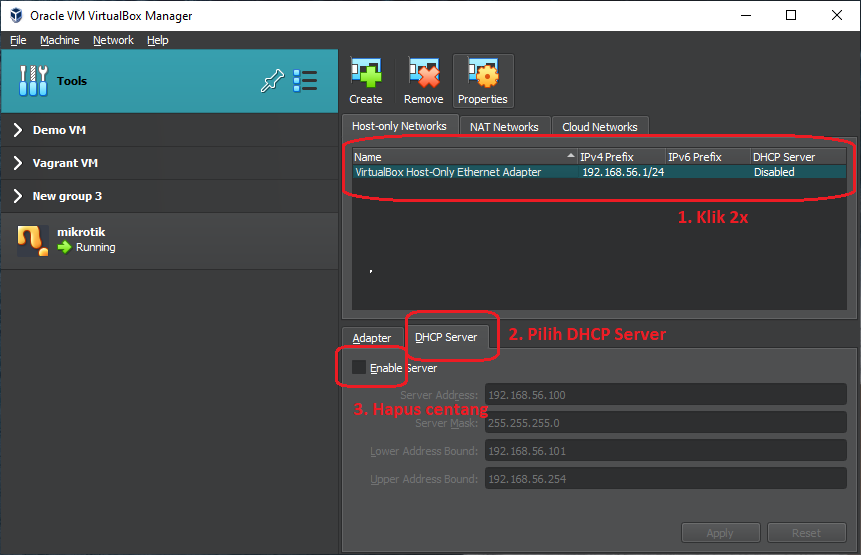 Oracle VM VirtualBox Manager
File Machine Network Help
Tools
Demo VM
Vagrant VM
New group 3
mikrotik
Running
Create Remove Properties
Host-only Networks NAT Networks Cloud Networks
Name IPv4 Prefix IPv6 Prefix DHCP Server
VirtualBox Host-Only Ethernet Adapter 192.168.56.1/24 Disabled
1. Klik 2x
Adapter DHCP Server 2. Pilih DHCP Server
Enable Server
Server Address: 192.168.56.100
3. Hapus centang
Server Mask: 255.255.255.0
Lower Address Bound: 192.168.56.101
Upper Address Bound: 192.168.56.254
Apply Reset